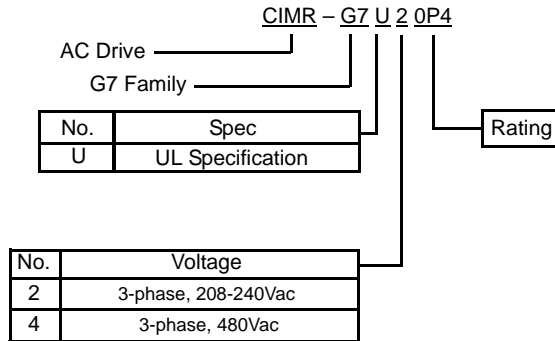 CIMR – G7 U 2 0P4
AC Drive
G7 Family
No. Spec
U UL Specification
Rating
No. Voltage
2 3-phase, 208-240Vac
4 3-phase, 480Vac